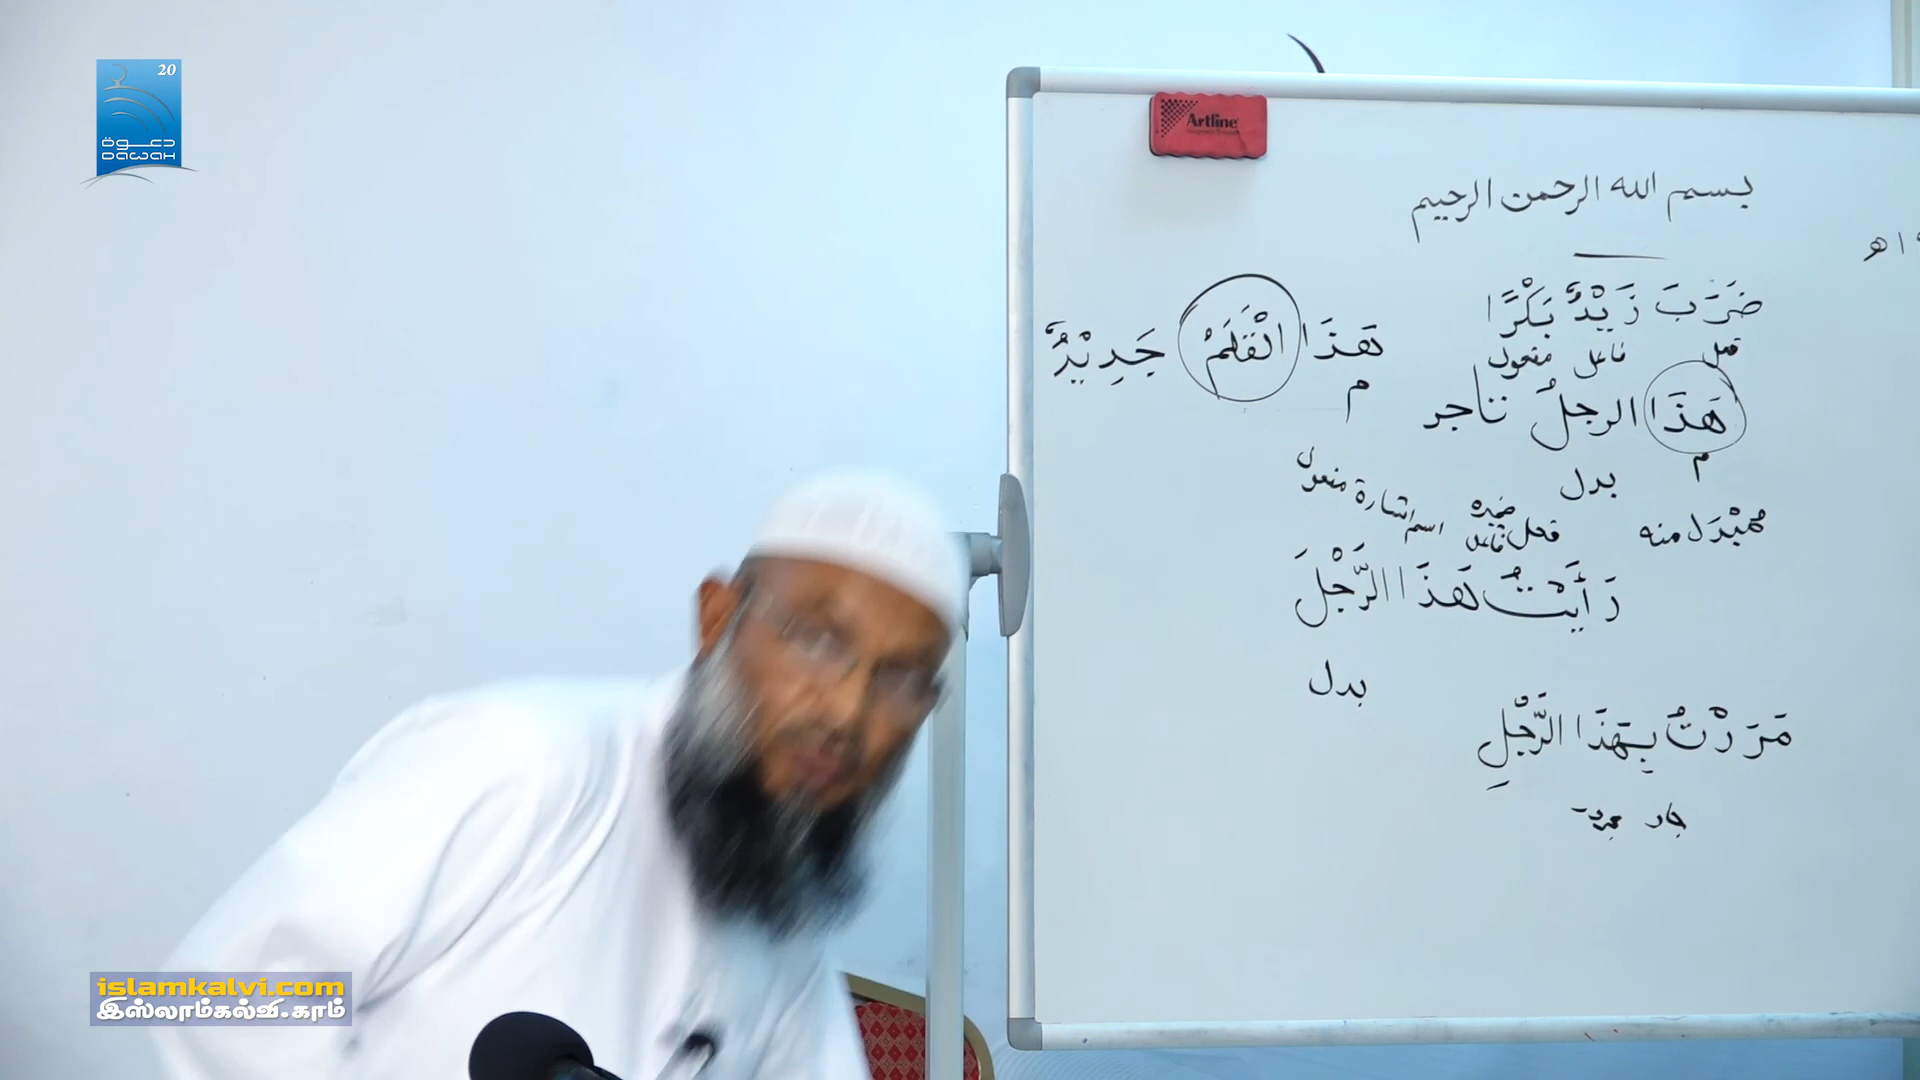 20
دعوة
DAWAH
Artline
بسم الله الرحمن الرحيم
ضَرَبَ زَيْدٌ بَكْرًا
فعل فاعل مفعول
هَذَا الْقَلَمُ جَدِيْدٌ
م
هَذَا الرجلُ تاجر
م
بدل
مُبْدَل منه
فعل فاعل ضميره اسم اشارة مفعول
رَأَيْتُ هَذَا الرَّجُلَ
بدل
مَرَرْتُ بِهَذَا الرَّجُلِ
جار مجرور
islamkalvi.com
இஸ்லாம்கல்வி.காம்